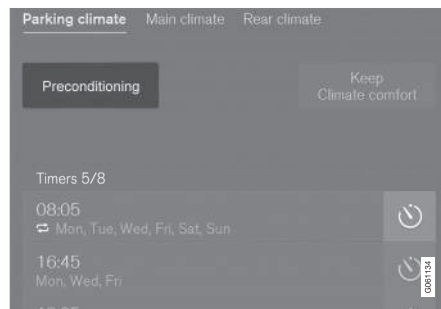 Parking climate Main climate Rear climate
Preconditioning
Keep
Climate comfort
Timers 5/8
08:05
Mon, Tue, Wed, Fri, Sat, Sun
16:45
Mon, Wed, Fri
G061134